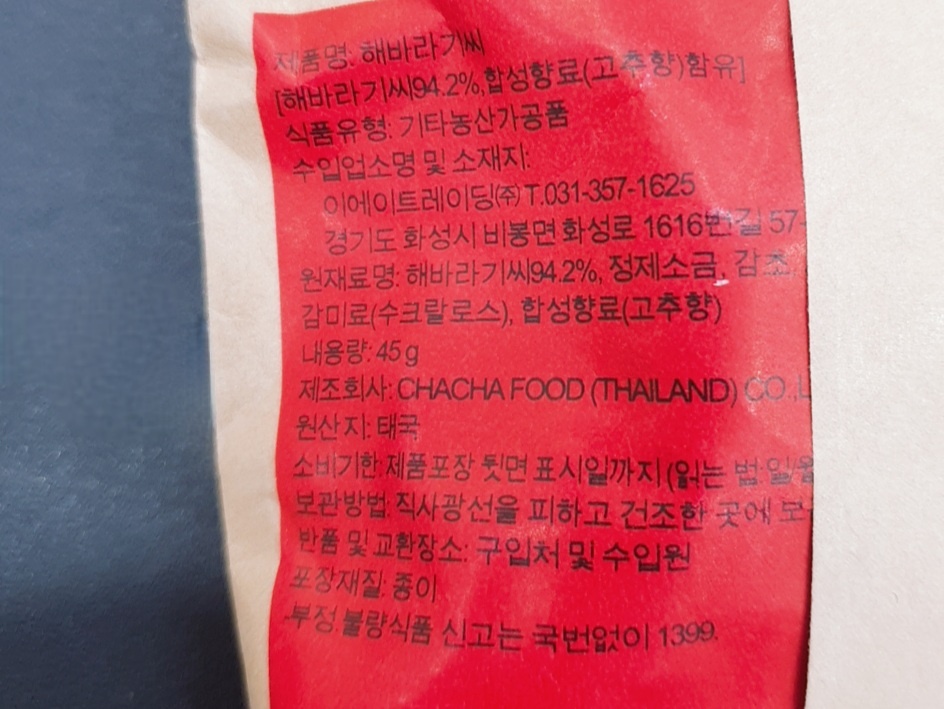 제품명: 해바라기씨
[해바라기씨94.2%,합성향료(고추향)함유]
식품유형: 기타농산가공품
수입업소명 및 소재지:
이에이트레이딩(주) T.031-357-1625
경기도 화성시 비봉면 화성로 1616번길 57-
원재료명: 해바라기씨94.2%, 정제소금, 감초,
감미료(수크랄로스), 합성향료(고추향)
내용량: 45g
제조회사: CHACHA FOOD (THAILAND) CO.,L
원산지: 태국
소비기한: 제품포장 뒷면 표시일까지 (읽는 법:일/월
보관방법: 직사광선을 피하고 건조한 곳에
반품 및 교환장소: 구입처 및 수입원
포장재질: 종이
부정.불량식품 신고는 국번없이 1399.